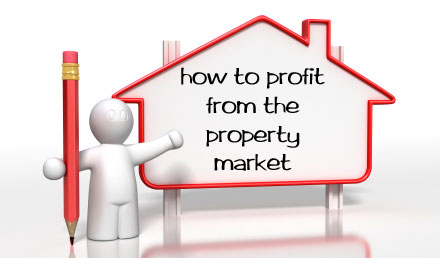 how to profit
from the
property
market